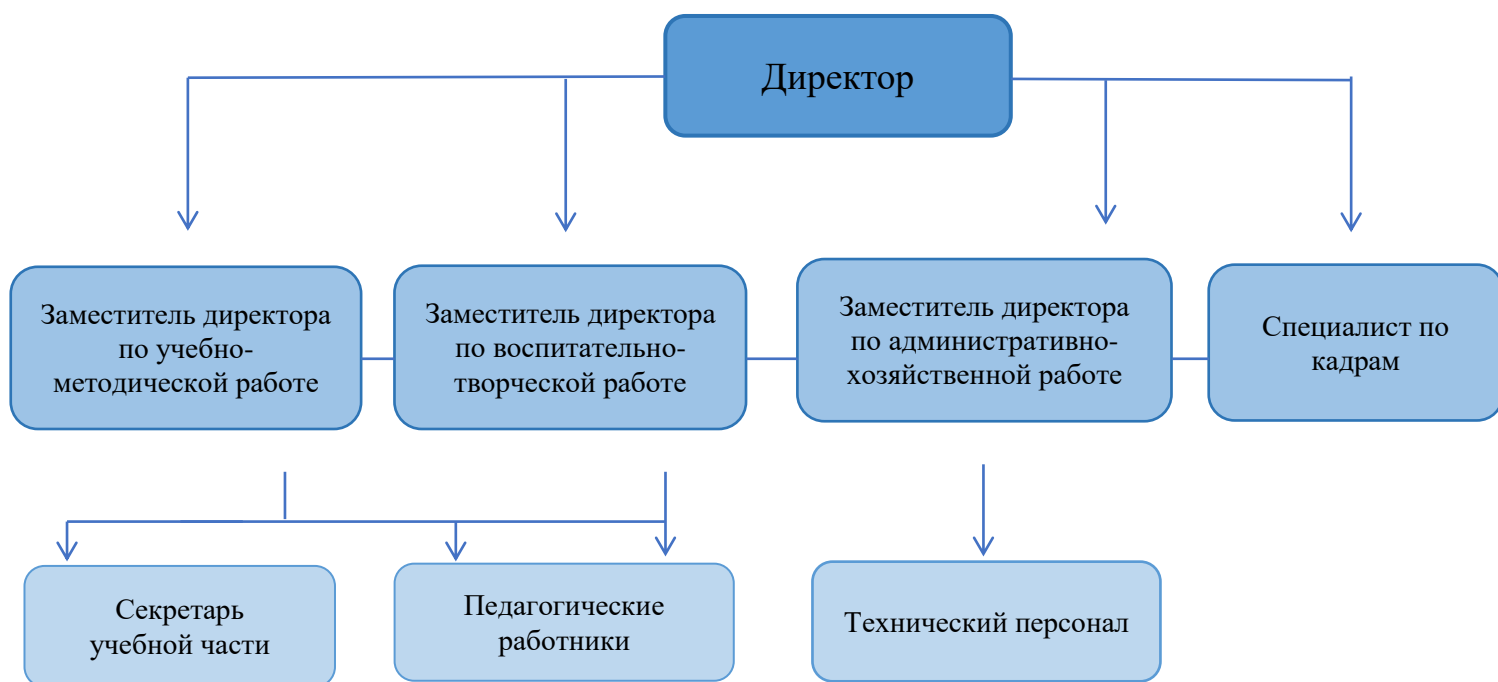 Директор
Заместитель директора
по учебно-
методической работе
Заместитель директора
по воспитательно-
творческой работе
Заместитель директора
по административно-
хозяйственной работе
Специалист по
кадрам
Секретарь
учебной части
Педагогические
работники
Технический персонал